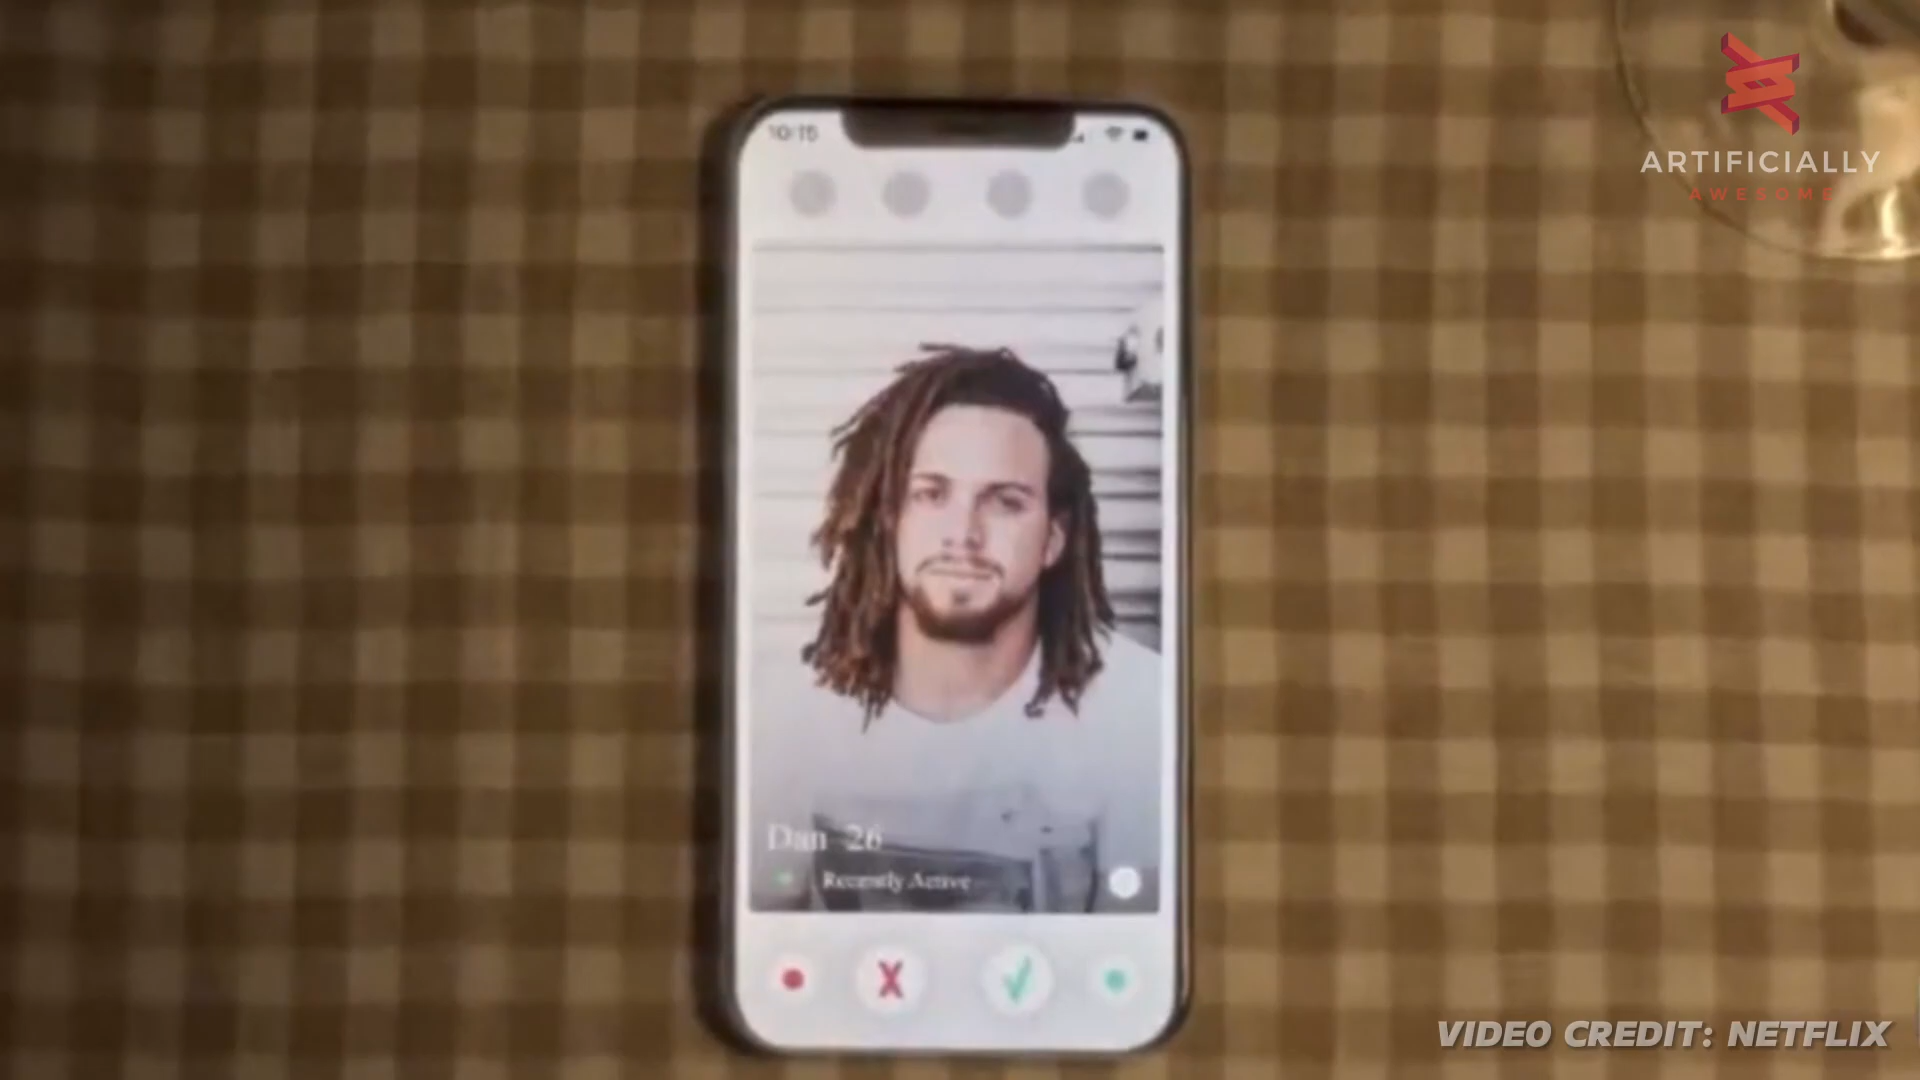 10:15
ARTIFICIALLY
AWESOME
Dan 26
Recently Active
VIDEO CREDIT: NETFLIX